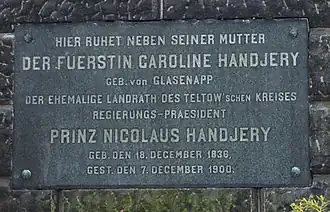 HIER RUHET NEBEN SEINER MUTTER
DER FUERSTIN CAROLINE HANDJERY
GEB. von GLASENAPP
DER EHEMALIGE LANDRATH DES TELTOW'schen KREISES
REGIERUNGS-PRAESIDENT
PRINZ NICOLAUS HANDJERY
GEB. DEN 18. DECEMBER 1836,
GEST. DEN 7. DECEMBER 1900.